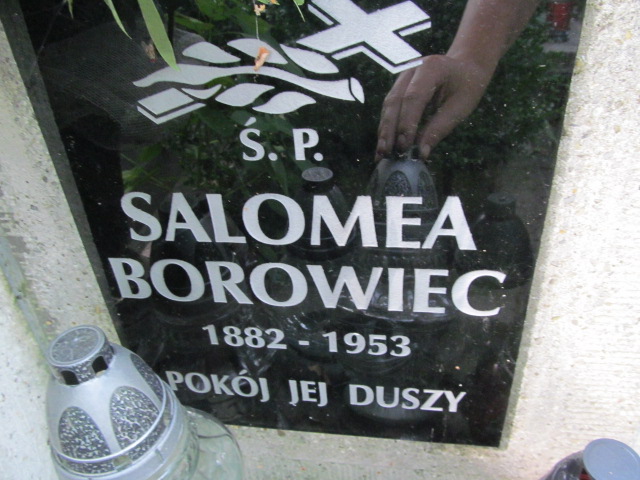 Ś. P.
SALOMEA
BOROWIEC
1882 - 1953
POKÓJ JEJ DUSZY